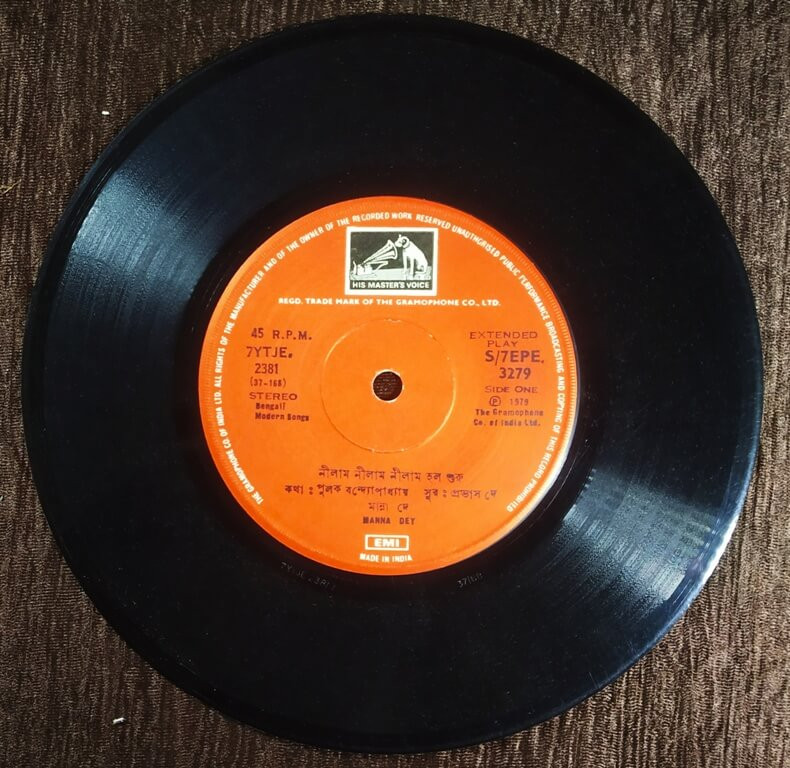 THE GRAMOPHONE CO. OF INDIA LTD. ALL RIGHTS OF THE MANUFACTURER AND OF THE OWNER OF THE RECORDED WORK RESERVED UNAUTHORISED PUBLIC PERFORMANCE BROADCASTING AND COPYING OF THIS RECORD PROHIBITED
HIS MASTER'S VOICE
REGD. TRADE MARK OF THE GRAMOPHONE CO., LTD.
45 R.P.M.
7YTJE.
2381
(37-168)
STEREO
Bengali
Modern Songs
EXTENDED
PLAY
S/7EPE.
3279
SIDE ONE
Ⓟ 1979
The Gramophone
Co. of India Ltd.
নীলাম নীলাম নীলাম হল শুরু
কথা : পুলক বন্দ্যোপাধ্যায় সুর : প্রভাস দে
মান্না দে
MANNA DEY
EMI
MADE IN INDIA